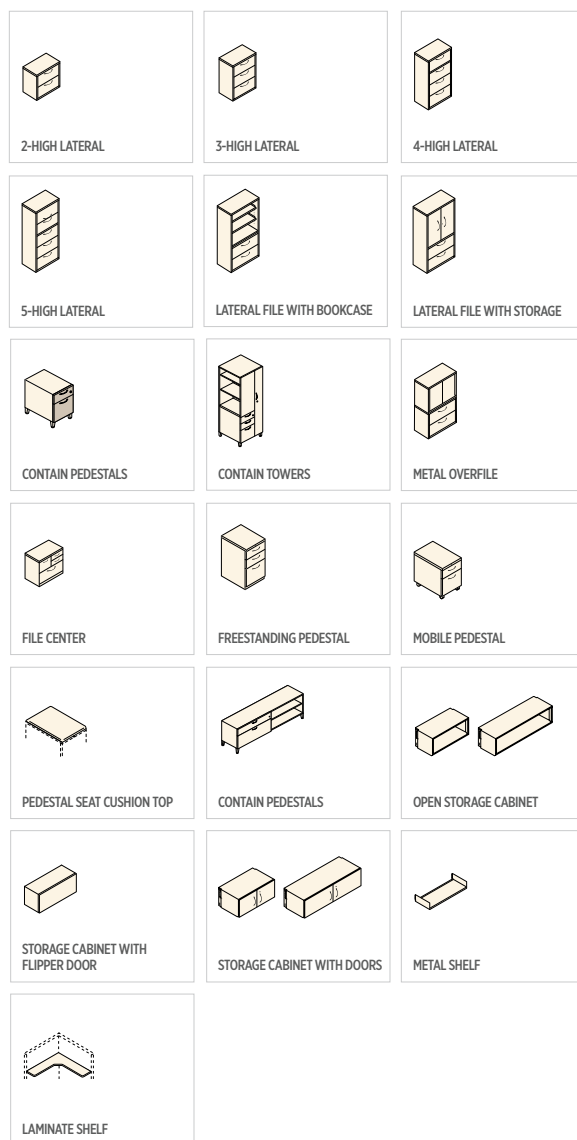 2-HIGH LATERAL
3-HIGH LATERAL
4-HIGH LATERAL
5-HIGH LATERAL
LATERAL FILE WITH BOOKCASE
LATERAL FILE WITH STORAGE
CONTAIN PEDESTALS
CONTAIN TOWERS
METAL OVERFILE
FILE CENTER
FREESTANDING PEDESTAL
MOBILE PEDESTAL
PEDESTAL SEAT CUSHION TOP
CONTAIN PEDESTALS
OPEN STORAGE CABINET
STORAGE CABINET WITH
FLIPPER DOOR
STORAGE CABINET WITH DOORS
METAL SHELF
LAMINATE SHELF